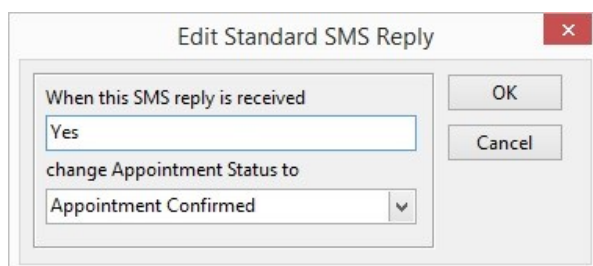 Edit Standard SMS Reply
When this SMS reply is received
Yes
change Appointment Status to
Appointment Confirmed
OK
Cancel